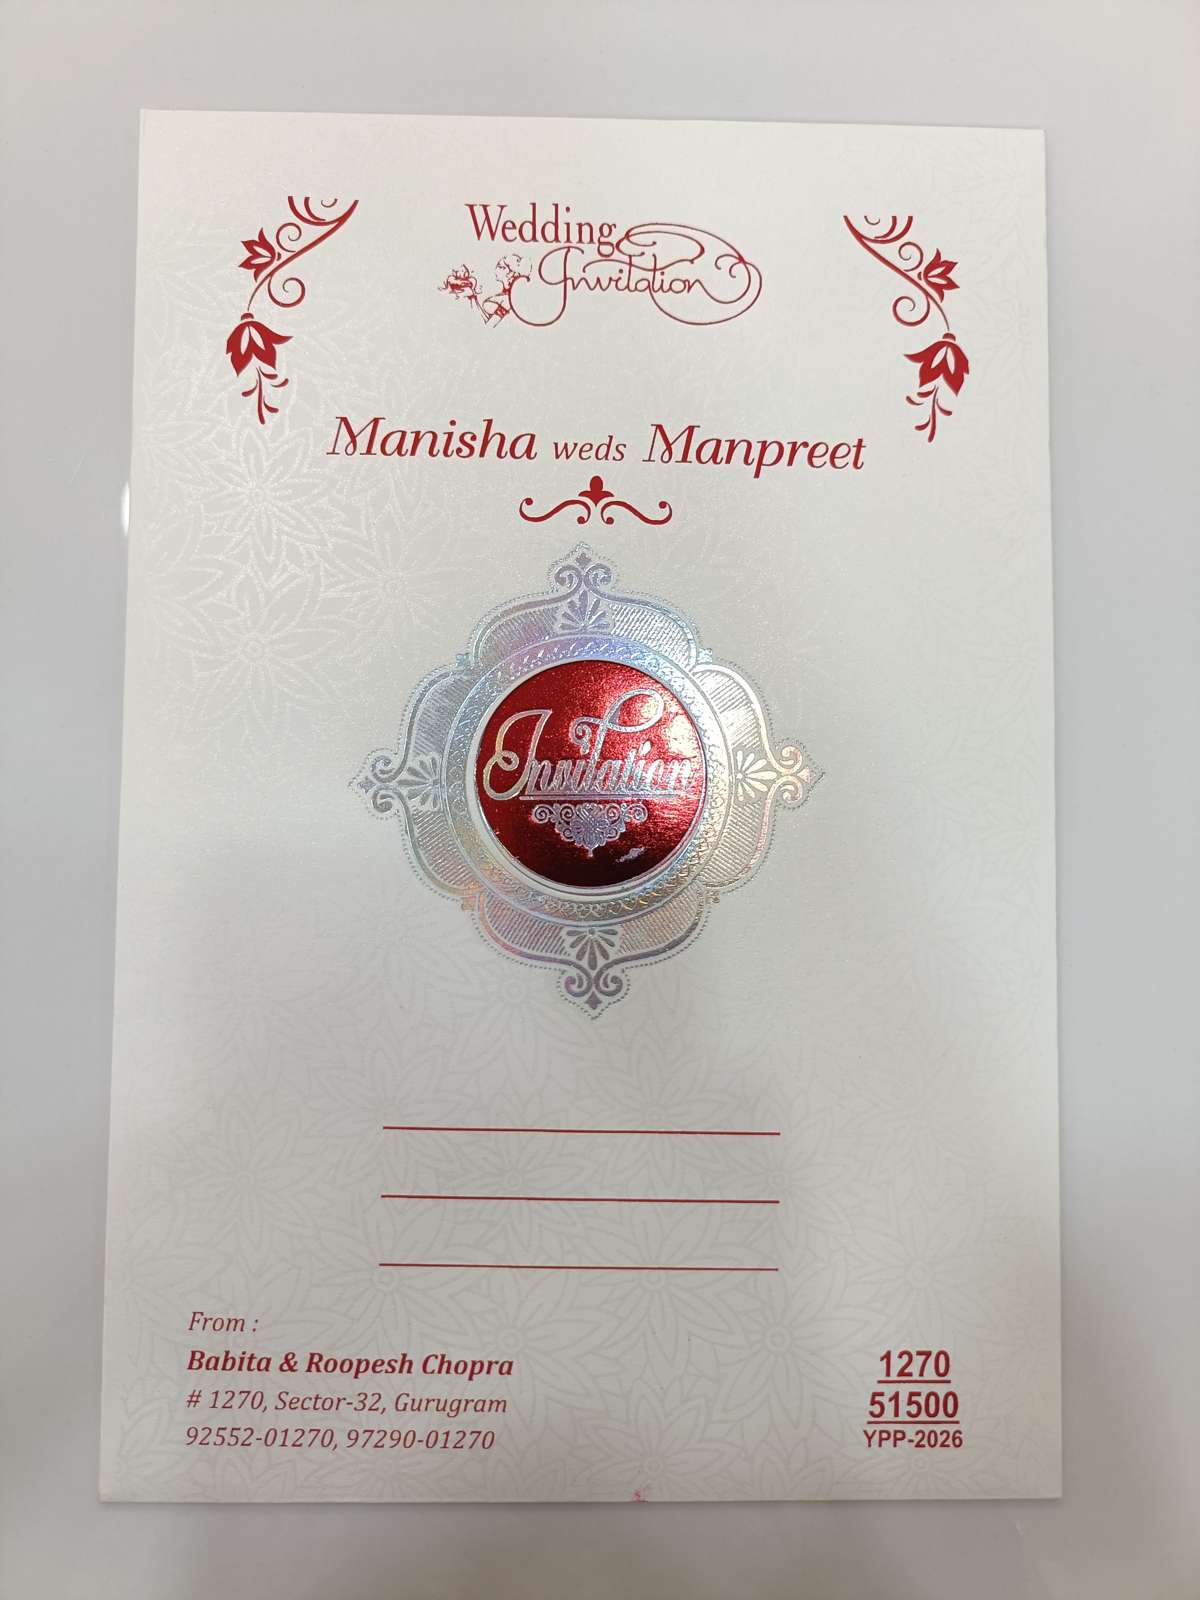 Wedding
Invitation
Manisha weds Manpreet
Invitation
From :
Babita & Roopesh Chopra
# 1270, Sector-32, Gurugram
92552-01270, 97290-01270
1270
51500
YPP-2026